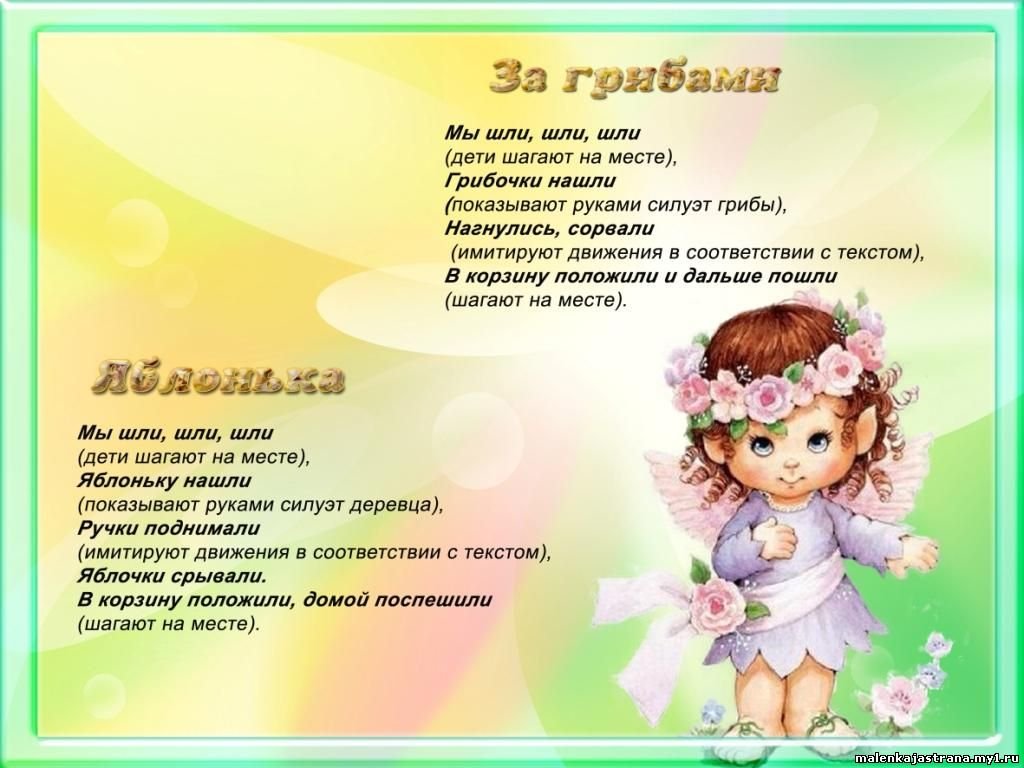 За грибами
Мы шли, шли, шли
(дети шагают на месте),
Грибочки нашли
(показывают руками силуэт грибы),
Нагнулись, сорвали
(имитируют движения в соответствии с текстом),
В корзину положили и дальше пошли
(шагают на месте).
Яблонька
Мы шли, шли, шли
(дети шагают на месте),
Яблоньку нашли
(показывают руками силуэт деревца),
Ручки поднимали
(имитируют движения в соответствии с текстом),
Яблочки срывали.
В корзину положили, домой поспешили
(шагают на месте).
malenkajastrana.my1.ru